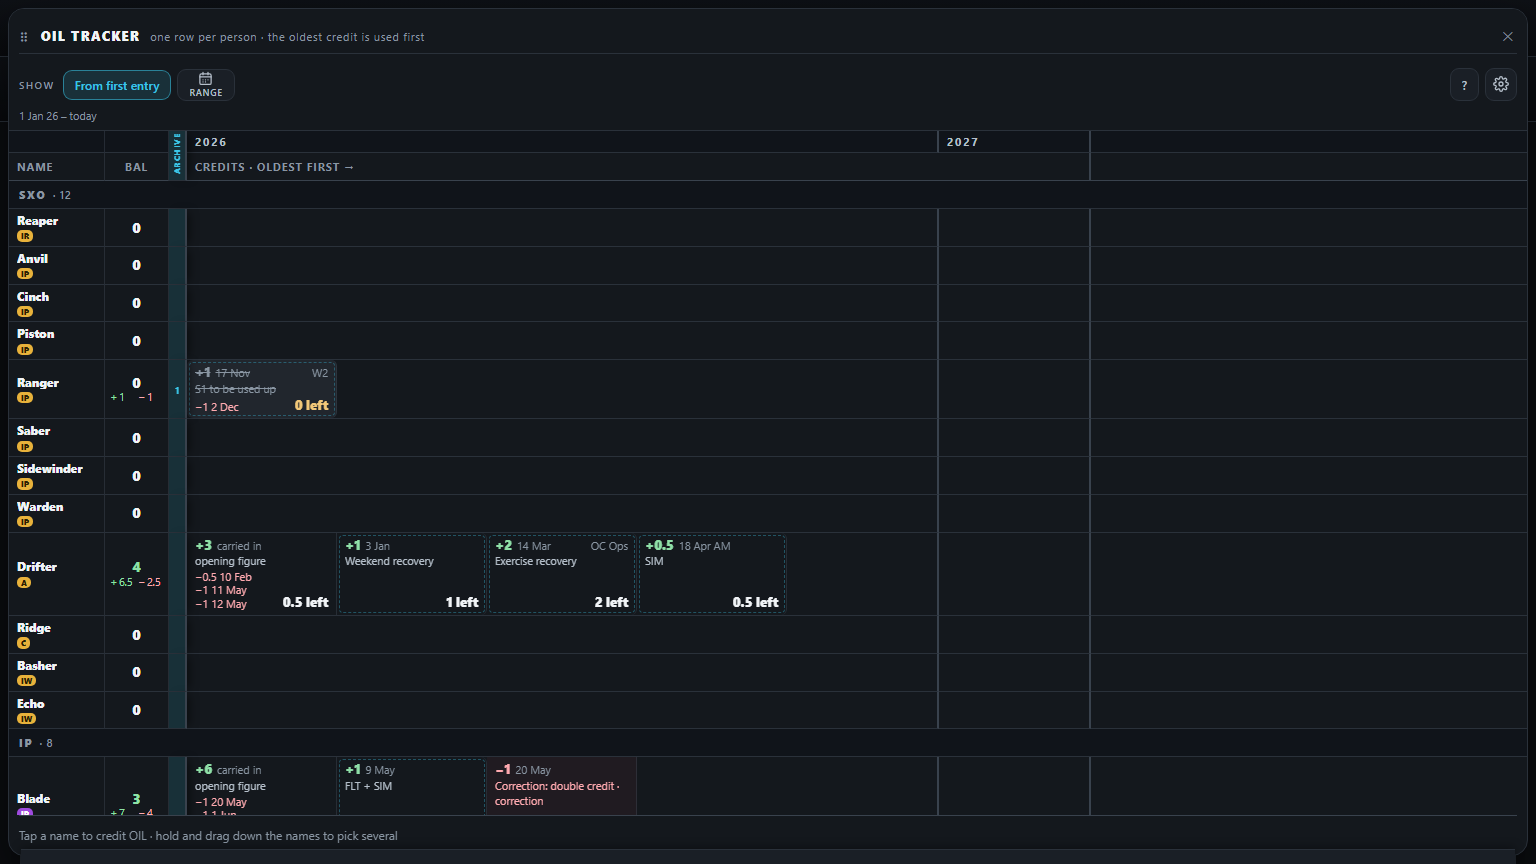 OIL TRACKER one row per person · the oldest credit is used first
SHOW From first entry RANGE ?
1 Jan 26 – today
ARCHIVE
2026 2027
NAME BAL CREDITS · OLDEST FIRST →
SXO · 12
Reaper
IR
0
Anvil
IP
0
Cinch
IP
0
Piston
IP
0
Ranger
IP
0
+1 −1
1
+1 17 Nov W2
S1 to be used up
−1 2 Dec 0 left
Saber
IP
0
Sidewinder
IP
0
Warden
IP
0
Drifter
A
4
+6.5 −2.5
+3 carried in
opening figure
−0.5 10 Feb
−1 11 May
−1 12 May 0.5 left
+1 3 Jan
Weekend recovery
1 left
+2 14 Mar OC Ops
Exercise recovery
2 left
+0.5 18 Apr AM
SIM
0.5 left
Ridge
C
0
Basher
IW
0
Echo
IW
0
IP · 8
Blade
3
+7 −4
+6 carried in
opening figure
−1 20 May
+1 9 May
FLT + SIM
−1 20 May
Correction: double credit ·
correction
Tap a name to credit OIL · hold and drag down the names to pick several